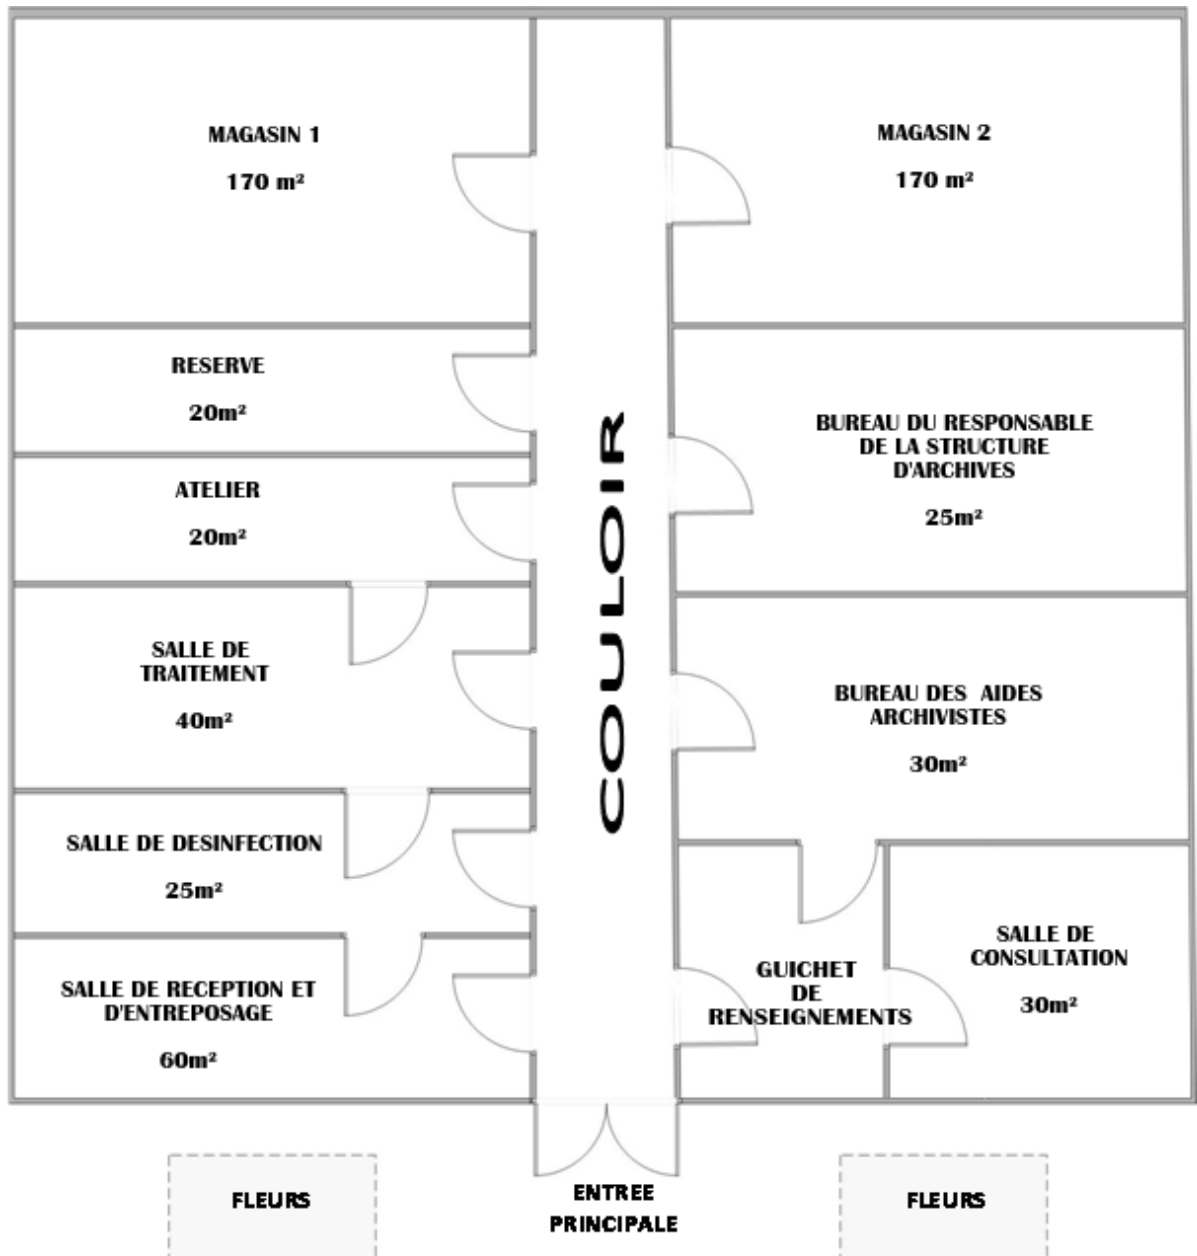 MAGASIN 1
170 m²
MAGASIN 2
170 m²
RESERVE
20m²
ATELIER
20m²
SALLE DE
TRAITEMENT
40m²
SALLE DE DESINFECTION
25m²
SALLE DE RECEPTION ET
D'ENTREPOSAGE
60m²
COULOIR
BUREAU DU RESPONSABLE
DE LA STRUCTURE
D'ARCHIVES
25m²
BUREAU DES AIDES
ARCHIVISTES
30m²
GUICHET
DE
RENSEIGNEMENTS
SALLE DE
CONSULTATION
30m²
FLEURS
ENTREE
PRINCIPALE
FLEURS